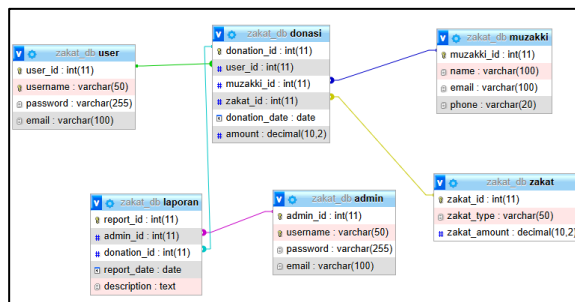 zakat_db user
user_id : int(11)
username : varchar(50)
password : varchar(255)
email : varchar(100)
zakat_db donasi
donation_id : int(11)
user_id : int(11)
muzakki_id : int(11)
zakat_id : int(11)
donation_date : date
amount : decimal(10,2)
zakat_db muzakki
muzakki_id : int(11)
name : varchar(100)
email : varchar(100)
phone : varchar(20)
zakat_db laporan
report_id : int(11)
admin_id : int(11)
donation_id : int(11)
report_date : date
description : text
zakat_db admin
admin_id : int(11)
username : varchar(50)
password : varchar(255)
email : varchar(100)
zakat_db zakat
zakat_id : int(11)
zakat_type : varchar(50)
zakat_amount : decimal(10,2)